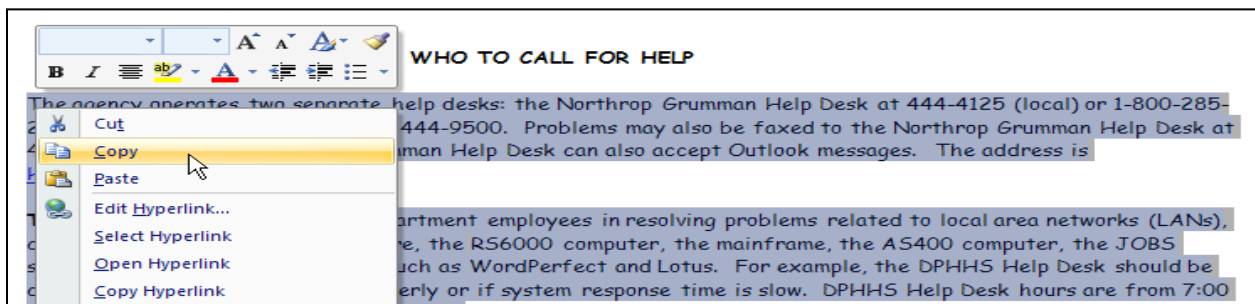 WHO TO CALL FOR HELP
B I ab A
The agency operates two separate help desks: the Northrop Grumman Help Desk at 444-4125 (local) or 1-800-285-
Cut 444-9500. Problems may also be faxed to the Northrop Grumman Help Desk at
Copy man Help Desk can also accept Outlook messages. The address is
Paste
Edit Hyperlink... artment employees in resolving problems related to local area networks (LANs),
Select Hyperlink e, the RS6000 computer, the mainframe, the AS400 computer, the JOBS
Open Hyperlink uch as WordPerfect and Lotus. For example, the DPHHS Help Desk should be
Copy Hyperlink erly or if system response time is slow. DPHHS Help Desk hours are from 7:00